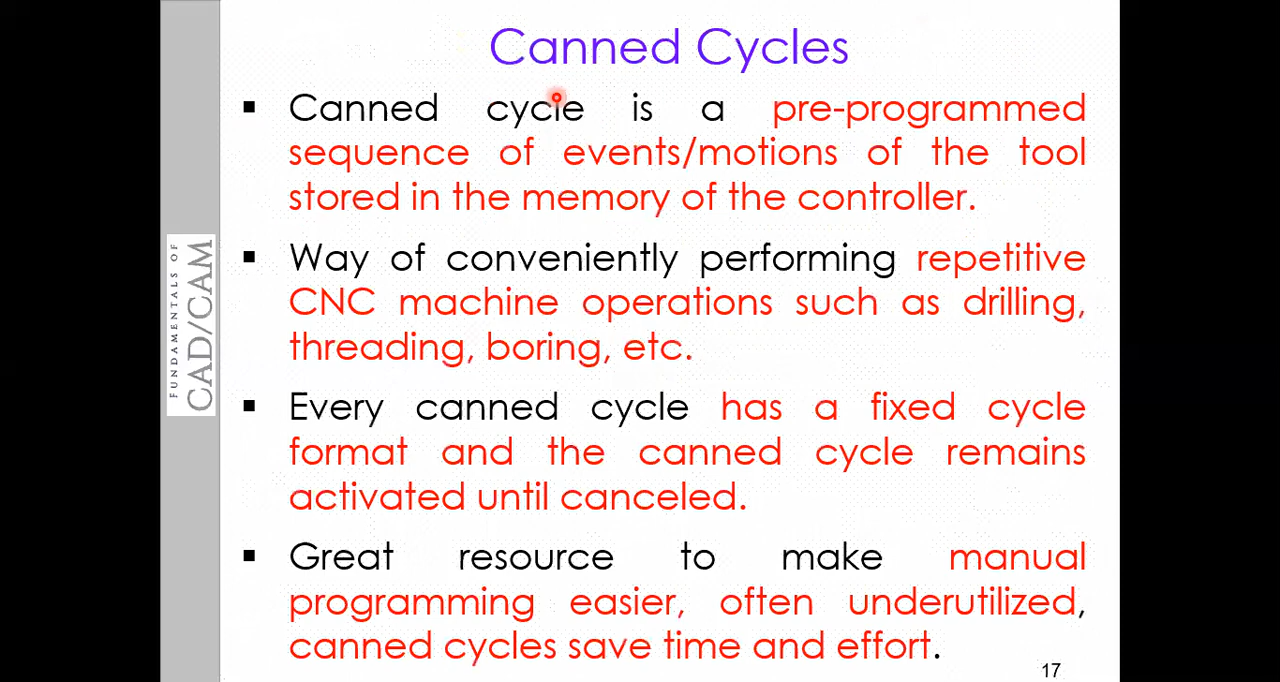 Canned Cycles
▪ Canned cycle is a pre-programmed
sequence of events/motions of the tool
stored in the memory of the controller.
▪ Way of conveniently performing repetitive
CNC machine operations such as drilling,
threading, boring, etc.
▪ Every canned cycle has a fixed cycle
format and the canned cycle remains
activated until canceled.
▪ Great resource to make manual
programming easier, often underutilized,
canned cycles save time and effort.
FUNDAMENTALS OF
CAD/CAM
17